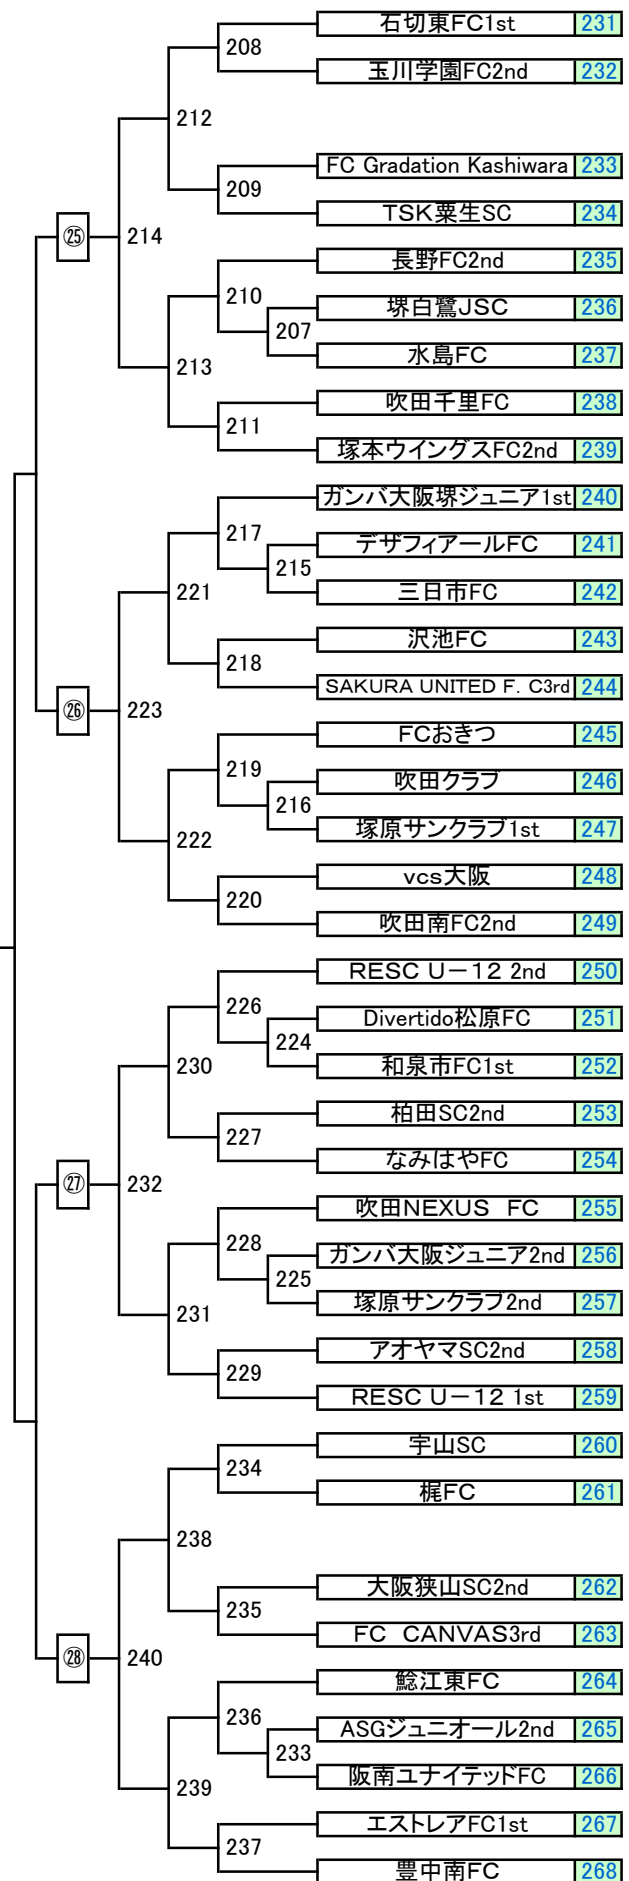 石切東FC1st 231
208
玉川学園FC2nd 232
212
FC Gradation Kashiwara 233
209
TSK粟生SC 234
㉕ 214
長野FC2nd 235
210
堺白鷺JSC 236
207
水島FC 237
213
吹田千里FC 238
211
塚本ウイングスFC2nd 239
ガンバ大阪堺ジュニア1st 240
217
デザフィアールFC 241
215
三日市FC 242
221
沢池FC 243
218
SAKURA UNITED F. C3rd 244
㉖ 223
FCおきつ 245
219
吹田クラブ 246
216
塚原サンクラブ1st 247
222
vcs大阪 248
220
吹田南FC2nd 249
RESC U-12 2nd 250
226
Divertido松原FC 251
224
和泉市FC1st 252
230
柏田SC2nd 253
227
なみはやFC 254
㉗ 232
吹田NEXUS FC 255
228
ガンバ大阪ジュニア2nd 256
225
塚原サンクラブ2nd 257
231
アオヤマSC2nd 258
229
RESC U-12 1st 259
宇山SC 260
234
梶FC 261
238
大阪狭山SC2nd 262
235
FC CANVAS3rd 263
㉘ 240
鯰江東FC 264
236
ASGジュニオール2nd 265
233
阪南ユナイテッドFC 266
239
エストレアFC1st 267
237
豊中南FC 268